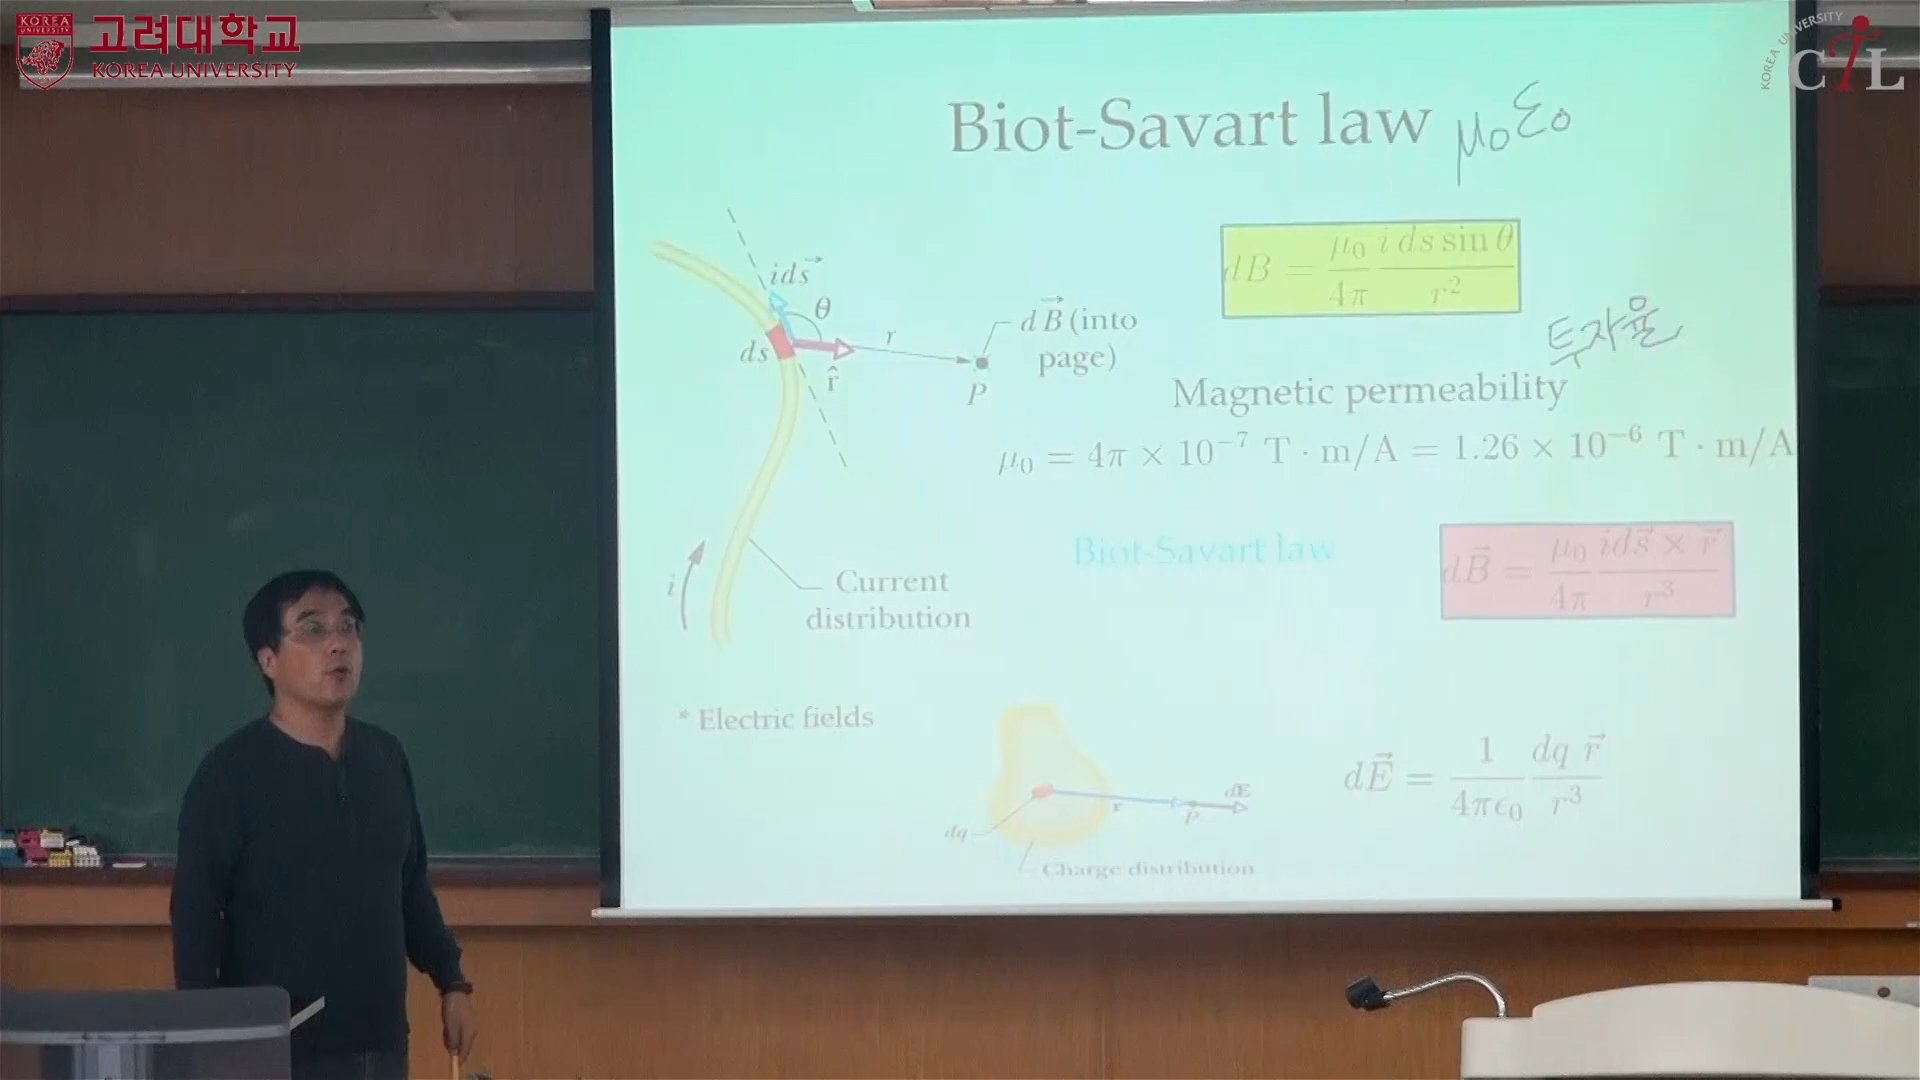 KOREA
UNIVERSITY
고려대학교
KOREA UNIVERSITY
KOREA UNIVERSITY
CTL
Biot-Savart law μ₀ε₀
dB = μ₀/4π i ds sin θ / r²
i ds⃗
θ
ds
r̂
r
P
dB⃗ (into
page)
투자율
Magnetic permeability
μ₀ = 4π × 10⁻⁷ T · m/A = 1.26 × 10⁻⁶ T · m/A
Biot-Savart law
dB⃗ = μ₀/4π ids⃗ × r⃗ / r³
i
Current
distribution
* Electric fields
dq
r
P
dE
Charge distribution
dE⃗ = 1/4πϵ₀ dq r⃗ / r³